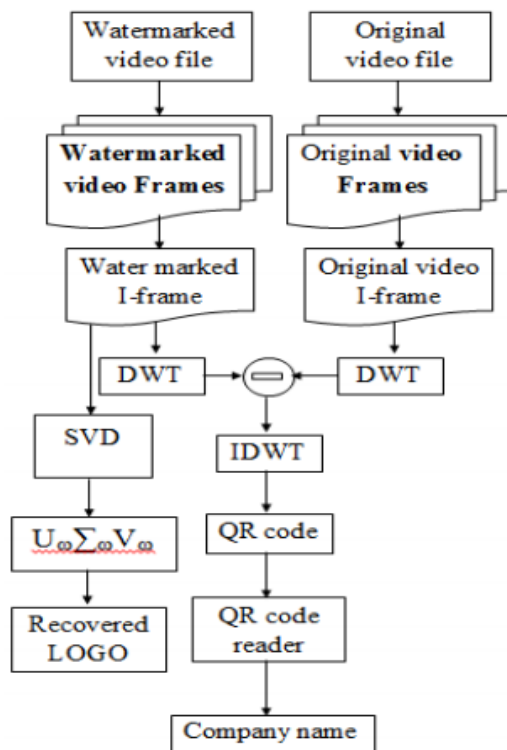 Watermarked
video file
Original
video file
Watermarked
video Frames
Original video
Frames
Water marked
I-frame
Original video
I-frame
DWT
DWT
SVD
IDWT
UωΣωVω
QR code
Recovered
LOGO
QR code
reader
Company name